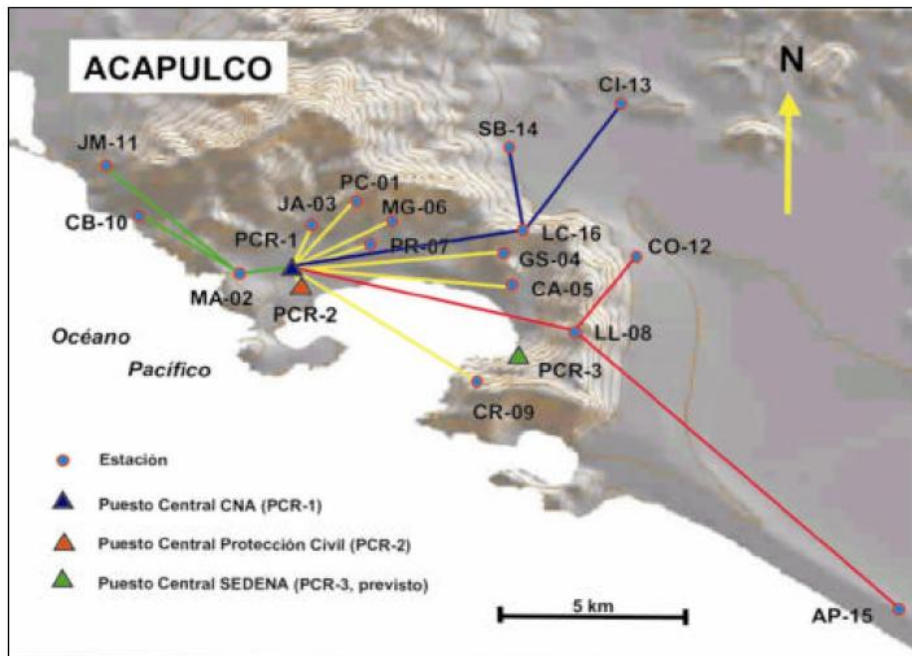 ACAPULCO
N
CI-13
SB-14
JM-11
PC-01
JA-03
MG-06
CB-10
PCR-1
PR-07
LC-16
GS-04
CO-12
MA-02
CA-05
PCR-2
LL-08
Océano
Pacífico
PCR-3
CR-09
Estación
Puesto Central CNA (PCR-1)
Puesto Central Protección Civil (PCR-2)
Puesto Central SEDENA (PCR-3, previsto)
5 km
AP-15